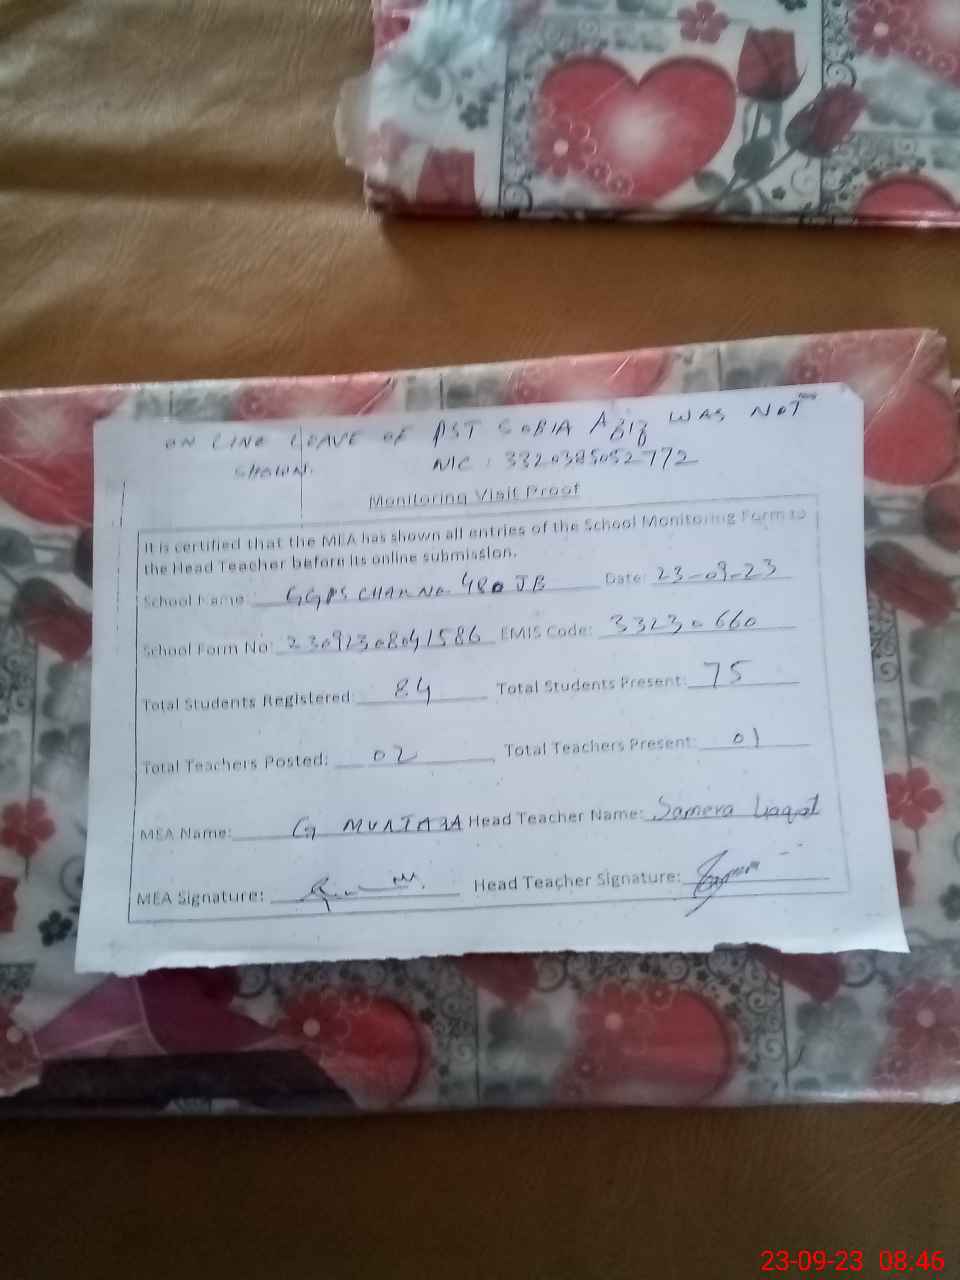 ON LINE LEAVE OF PST SOBIA AZIZ WAS NOT
SHOWN.
NIC: 3320385052772
Monitoring Visit Proof
It is certified that the MEA has shown all entries of the School Monitoring Form to
the Head Teacher before its online submission.
School Name: GGPS CHAK No. 480 JB Date: 23-09-23
School Form No: 23092308041586 EMIS Code: 33230660
Total Students Registered: 84 Total Students Present: 75
Total Teachers Posted: 02 Total Teachers Present: 01
MEA Name: G MURTAZA Head Teacher Name: Samera Liaqat
MEA Signature: Head Teacher Signature:
23-09-23 08:46